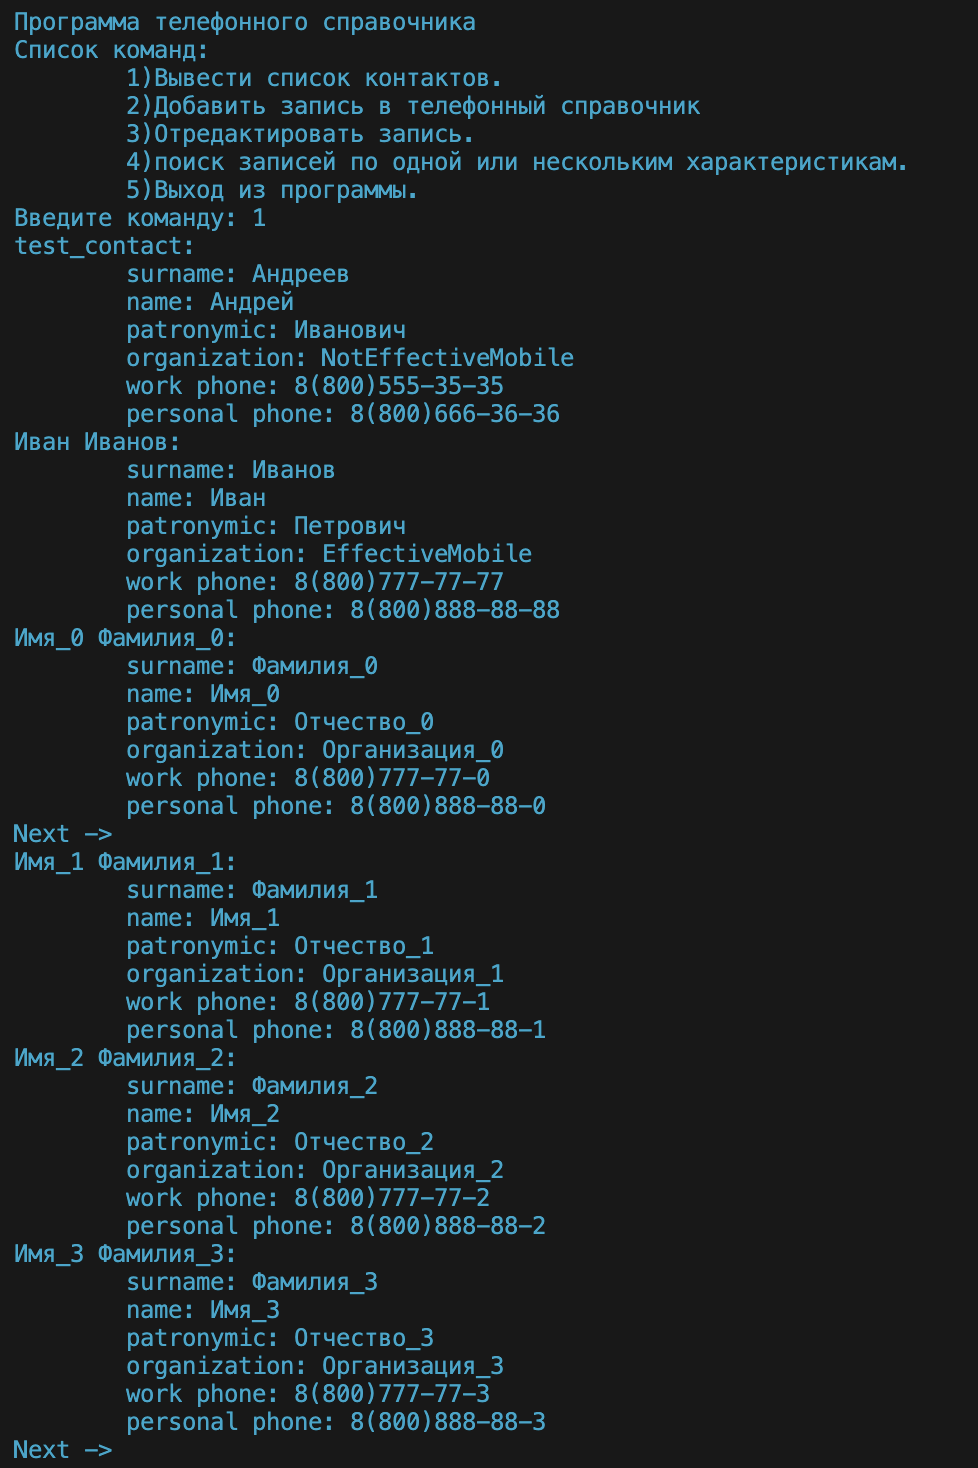 Программа телефонного справочника
Список команд:
1)Вывести список контактов.
2)Добавить запись в телефонный справочник
3)Отредактировать запись.
4)поиск записей по одной или нескольким характеристикам.
5)Выход из программы.
Введите команду: 1
test_contact:
surname: Андреев
name: Андрей
patronymic: Иванович
organization: NotEffectiveMobile
work phone: 8(800)555-35-35
personal phone: 8(800)666-36-36
Иван Иванов:
surname: Иванов
name: Иван
patronymic: Петрович
organization: EffectiveMobile
work phone: 8(800)777-77-77
personal phone: 8(800)888-88-88
Имя_0 Фамилия_0:
surname: Фамилия_0
name: Имя_0
patronymic: Отчество_0
organization: Организация_0
work phone: 8(800)777-77-0
personal phone: 8(800)888-88-0
Next ->
Имя_1 Фамилия_1:
surname: Фамилия_1
name: Имя_1
patronymic: Отчество_1
organization: Организация_1
work phone: 8(800)777-77-1
personal phone: 8(800)888-88-1
Имя_2 Фамилия_2:
surname: Фамилия_2
name: Имя_2
patronymic: Отчество_2
organization: Организация_2
work phone: 8(800)777-77-2
personal phone: 8(800)888-88-2
Имя_3 Фамилия_3:
surname: Фамилия_3
name: Имя_3
patronymic: Отчество_3
organization: Организация_3
work phone: 8(800)777-77-3
personal phone: 8(800)888-88-3
Next ->